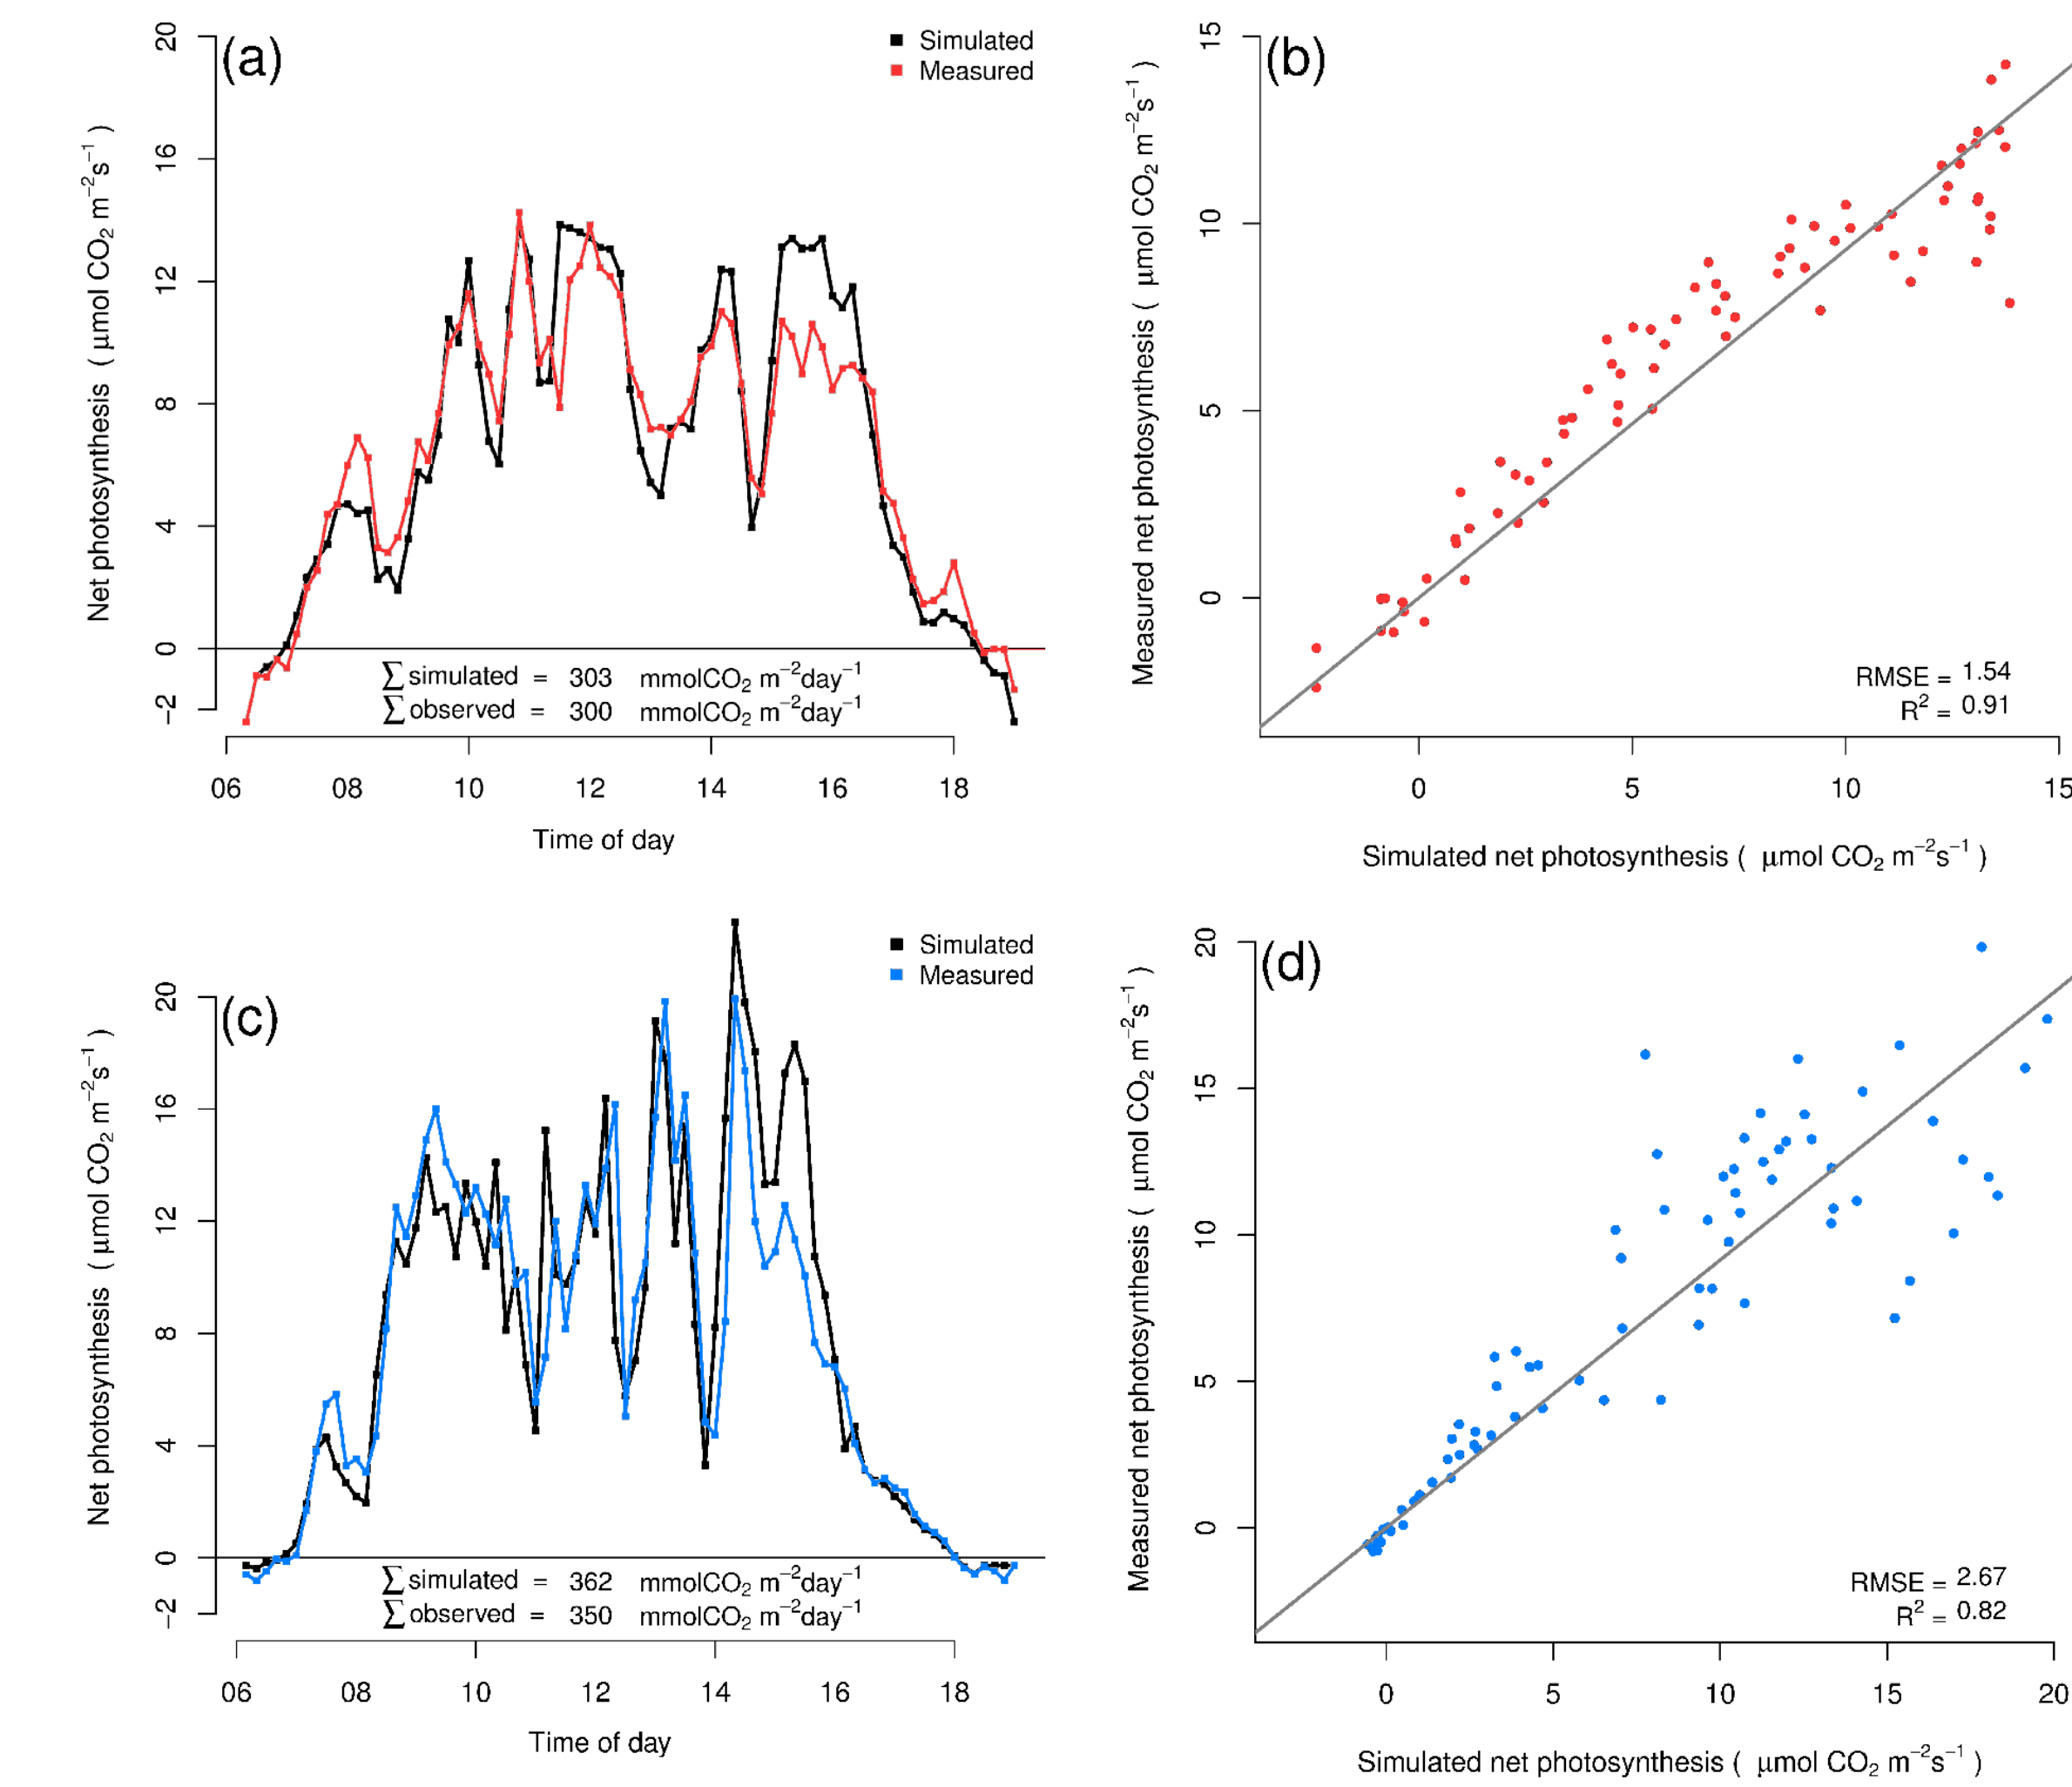 (a)
Simulated
Measured
20
16
12
8
4
0
−2
Net photosynthesis ( μmol CO₂ m⁻²s⁻¹ )
∑simulated = 303 mmolCO₂ m⁻²day⁻¹
∑observed = 300 mmolCO₂ m⁻²day⁻¹
06 08 10 12 14 16 18
Time of day
(b)
15
10
5
0
Measured net photosynthesis ( μmol CO₂ m⁻²s⁻¹ )
RMSE = 1.54
R² = 0.91
0 5 10 15
Simulated net photosynthesis ( μmol CO₂ m⁻²s⁻¹ )
(c)
Simulated
Measured
20
16
12
8
4
0
−2
Net photosynthesis ( μmol CO₂ m⁻²s⁻¹ )
∑simulated = 362 mmolCO₂ m⁻²day⁻¹
∑observed = 350 mmolCO₂ m⁻²day⁻¹
06 08 10 12 14 16 18
Time of day
(d)
20
15
10
5
0
Measured net photosynthesis ( μmol CO₂ m⁻²s⁻¹ )
RMSE = 2.67
R² = 0.82
0 5 10 15 20
Simulated net photosynthesis ( μmol CO₂ m⁻²s⁻¹ )